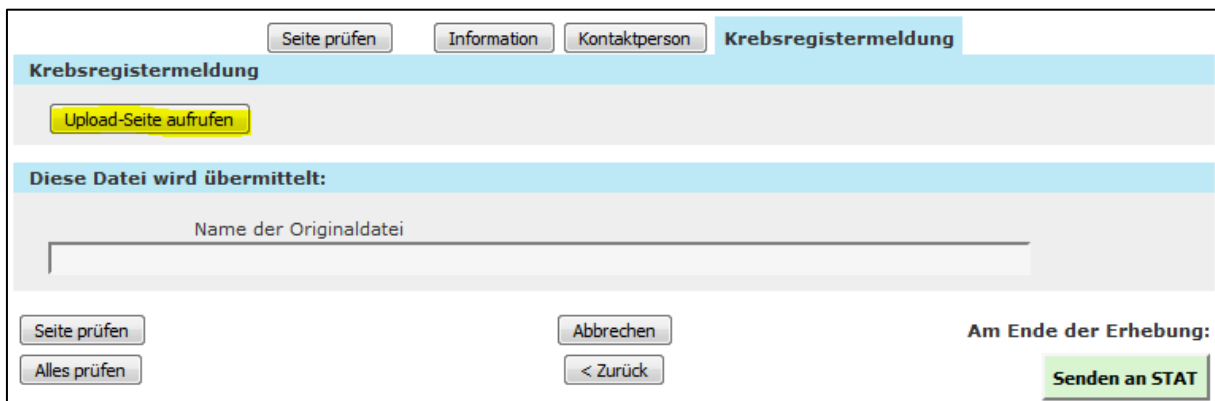 Seite prüfen Information Kontaktperson Krebsregistermeldung
Krebsregistermeldung
Upload-Seite aufrufen
Diese Datei wird übermittelt:
Name der Originaldatei
Seite prüfen Abbrechen Am Ende der Erhebung:
Alles prüfen < Zurück Senden an STAT